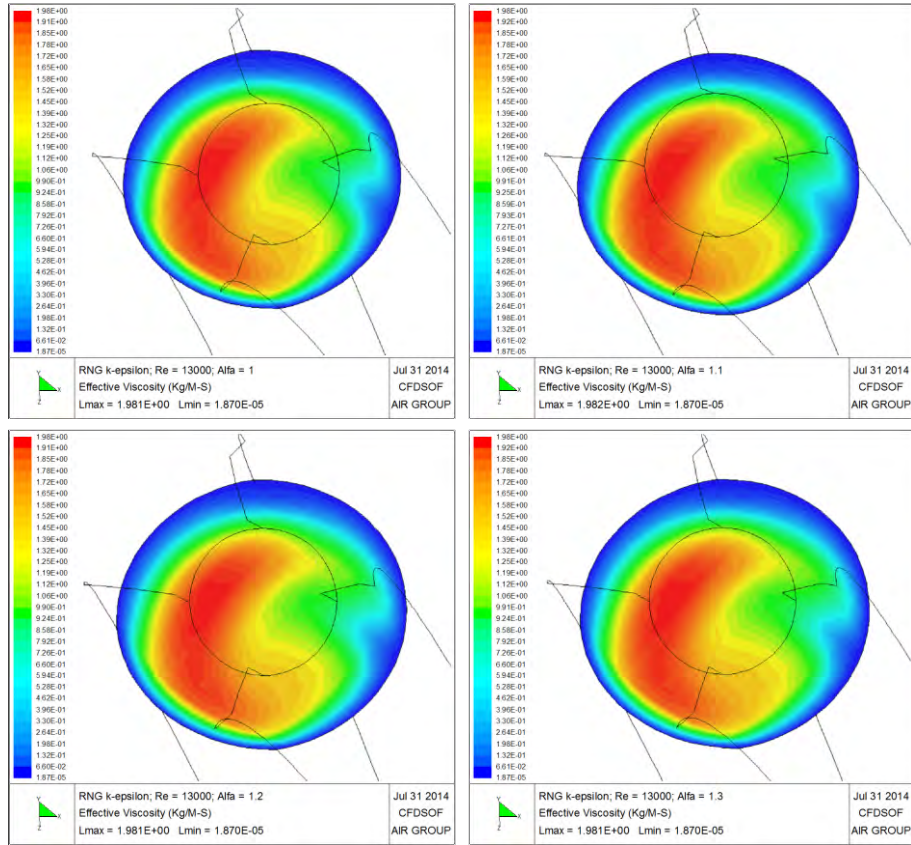 1.98E+00
1.91E+00
1.85E+00
1.78E+00
1.72E+00
1.65E+00
1.58E+00
1.52E+00
1.45E+00
1.39E+00
1.32E+00
1.25E+00
1.19E+00
1.12E+00
1.06E+00
9.90E-01
9.25E-01
8.58E-01
7.92E-01
7.26E-01
6.60E-01
5.94E-01
5.28E-01
4.62E-01
3.96E-01
3.30E-01
2.64E-01
1.98E-01
1.32E-01
6.61E-02
1.87E-05
Y
X
Z
RNG k-epsilon; Re = 13000; Alfa = 1
Effective Viscosity (Kg/M-S)
Lmax = 1.981E+00 Lmin = 1.870E-05
Jul 31 2014
CFDSOF
AIR GROUP
1.98E+00
1.92E+00
1.85E+00
1.78E+00
1.72E+00
1.65E+00
1.59E+00
1.52E+00
1.45E+00
1.39E+00
1.32E+00
1.26E+00
1.19E+00
1.12E+00
1.06E+00
9.91E-01
9.25E-01
8.59E-01
7.93E-01
7.27E-01
6.61E-01
5.95E-01
5.28E-01
4.62E-01
3.96E-01
3.30E-01
2.64E-01
1.98E-01
1.32E-01
6.61E-02
1.87E-05
Y
X
Z
RNG k-epsilon; Re = 13000; Alfa = 1.1
Effective Viscosity (Kg/M-S)
Lmax = 1.982E+00 Lmin = 1.870E-05
Jul 31 2014
CFDSOF
AIR GROUP
1.98E+00
1.91E+00
1.85E+00
1.78E+00
1.72E+00
1.65E+00
1.58E+00
1.52E+00
1.45E+00
1.39E+00
1.32E+00
1.25E+00
1.19E+00
1.12E+00
1.06E+00
9.90E-01
9.24E-01
8.58E-01
7.92E-01
7.26E-01
6.60E-01
5.94E-01
5.28E-01
4.62E-01
3.96E-01
3.30E-01
2.64E-01
1.98E-01
1.32E-01
6.60E-02
1.87E-05
Y
X
Z
RNG k-epsilon; Re = 13000; Alfa = 1.2
Effective Viscosity (Kg/M-S)
Lmax = 1.981E+00 Lmin = 1.870E-05
Jul 31 2014
CFDSOF
AIR GROUP
1.98E+00
1.91E+00
1.85E+00
1.78E+00
1.72E+00
1.65E+00
1.58E+00
1.52E+00
1.45E+00
1.39E+00
1.32E+00
1.25E+00
1.19E+00
1.12E+00
1.06E+00
9.91E-01
9.24E-01
8.58E-01
7.92E-01
7.26E-01
6.60E-01
5.94E-01
5.28E-01
4.62E-01
3.96E-01
3.30E-01
2.64E-01
1.98E-01
1.32E-01
6.60E-02
1.87E-05
Y
X
Z
RNG k-epsilon; Re = 13000; Alfa = 1.3
Effective Viscosity (Kg/M-S)
Lmax = 1.981E+00 Lmin = 1.870E-05
Jul 31 2014
CFDSOF
AIR GROUP